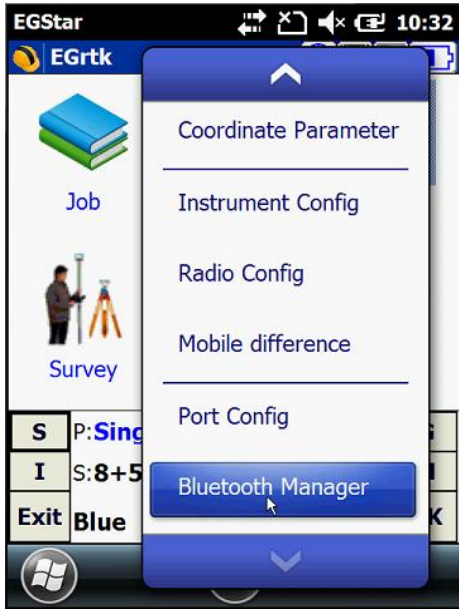 EGStar 10:32
EGrtk
Coordinate Parameter
Job
Instrument Config
Radio Config
Mobile difference
Survey
Port Config
S P:Sing
I S:8+5
Bluetooth Manager
Exit Blue K